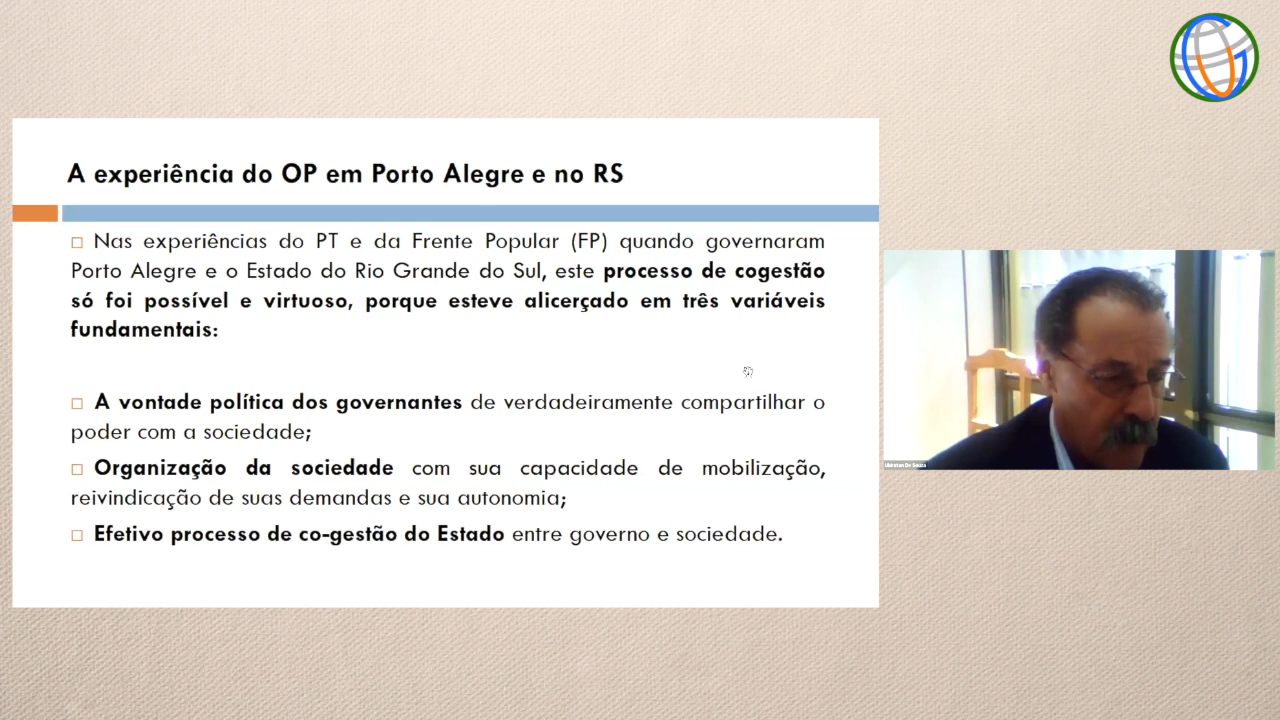 A experiência do OP em Porto Alegre e no RS
□ Nas experiências do PT e da Frente Popular (FP) quando governaram
Porto Alegre e o Estado do Rio Grande do Sul, este processo de cogestão
só foi possível e virtuoso, porque esteve alicerçado em três variáveis
fundamentais:
□ A vontade política dos governantes de verdadeiramente compartilhar o
poder com a sociedade;
□ Organização da sociedade com sua capacidade de mobilização,
reivindicação de suas demandas e sua autonomia;
□ Efetivo processo de co-gestão do Estado entre governo e sociedade.
Ubiratan De Souza